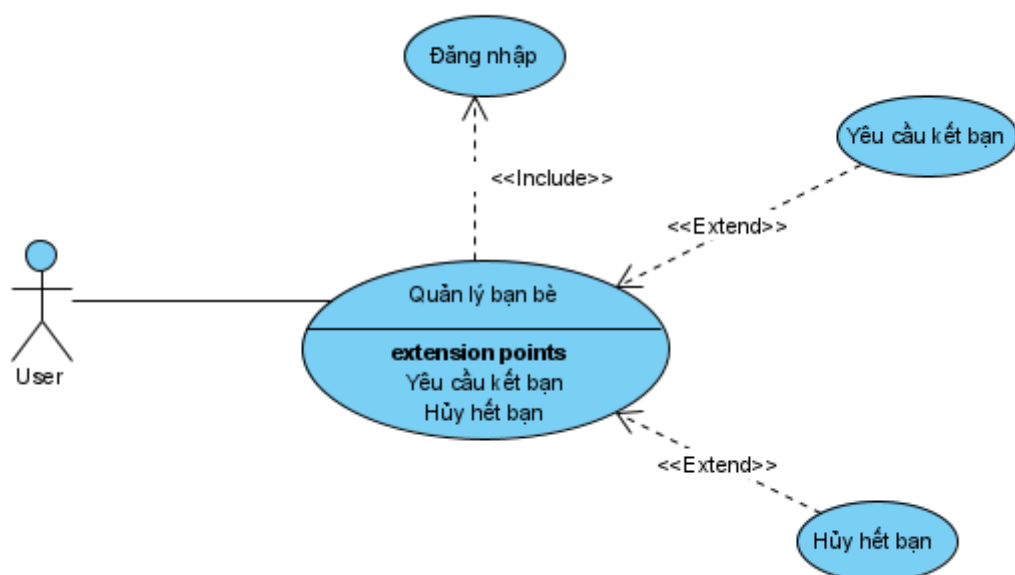 Đăng nhập
Yêu cầu kết bạn
<<Include>>
<<Extend>>
Quản lý bạn bè
extension points
Yêu cầu kết bạn
Hủy hết bạn
User
<<Extend>>
Hủy hết bạn